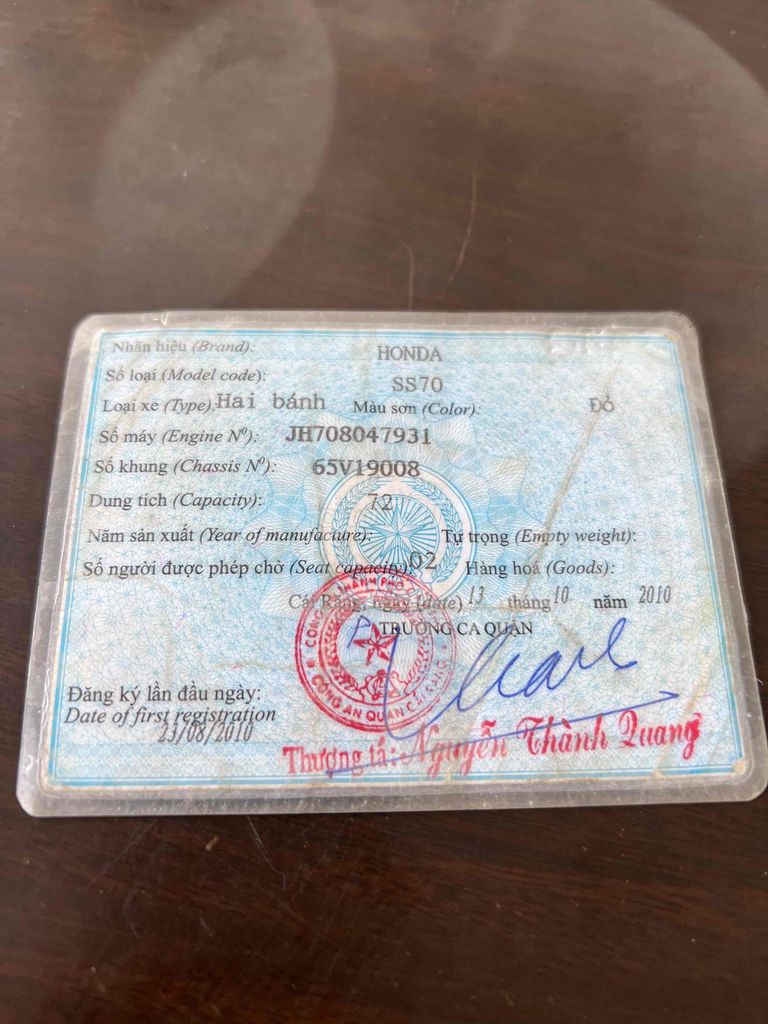 Nhãn hiệu (Brand): HONDA
Số loại (Model code): SS70
Loại xe (Type): Hai bánh Màu sơn (Color): Đỏ
Số máy (Engine Nº): JH708047931
Số khung (Chassis Nº): 65V19008
Dung tích (Capacity): 72
Năm sản xuất (Year of manufacture): Tự trọng (Empty weight):
Số người được phép chở (Seat capacity): 02 Hàng hoá (Goods):
Cái Răng, ngày (date) 13 tháng 10 năm 2010
TRƯỞNG CA QUẬN
CÔNG AN QUẬN CÁI RĂNG
THÀNH PHỐ
Đăng ký lần đầu ngày:
Date of first registration
23/08/2010
Thượng tá: Nguyễn Thành Quang